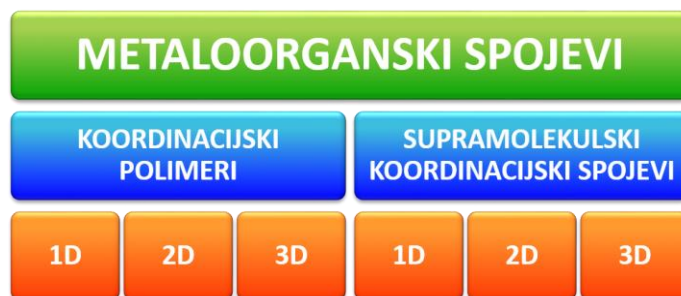 METALOORGANSKI SPOJEVI
KOORDINACIJSKI
POLIMERI
SUPRAMOLEKULSKI
KOORDINACIJSKI SPOJEVI
1D
2D
3D
1D
2D
3D